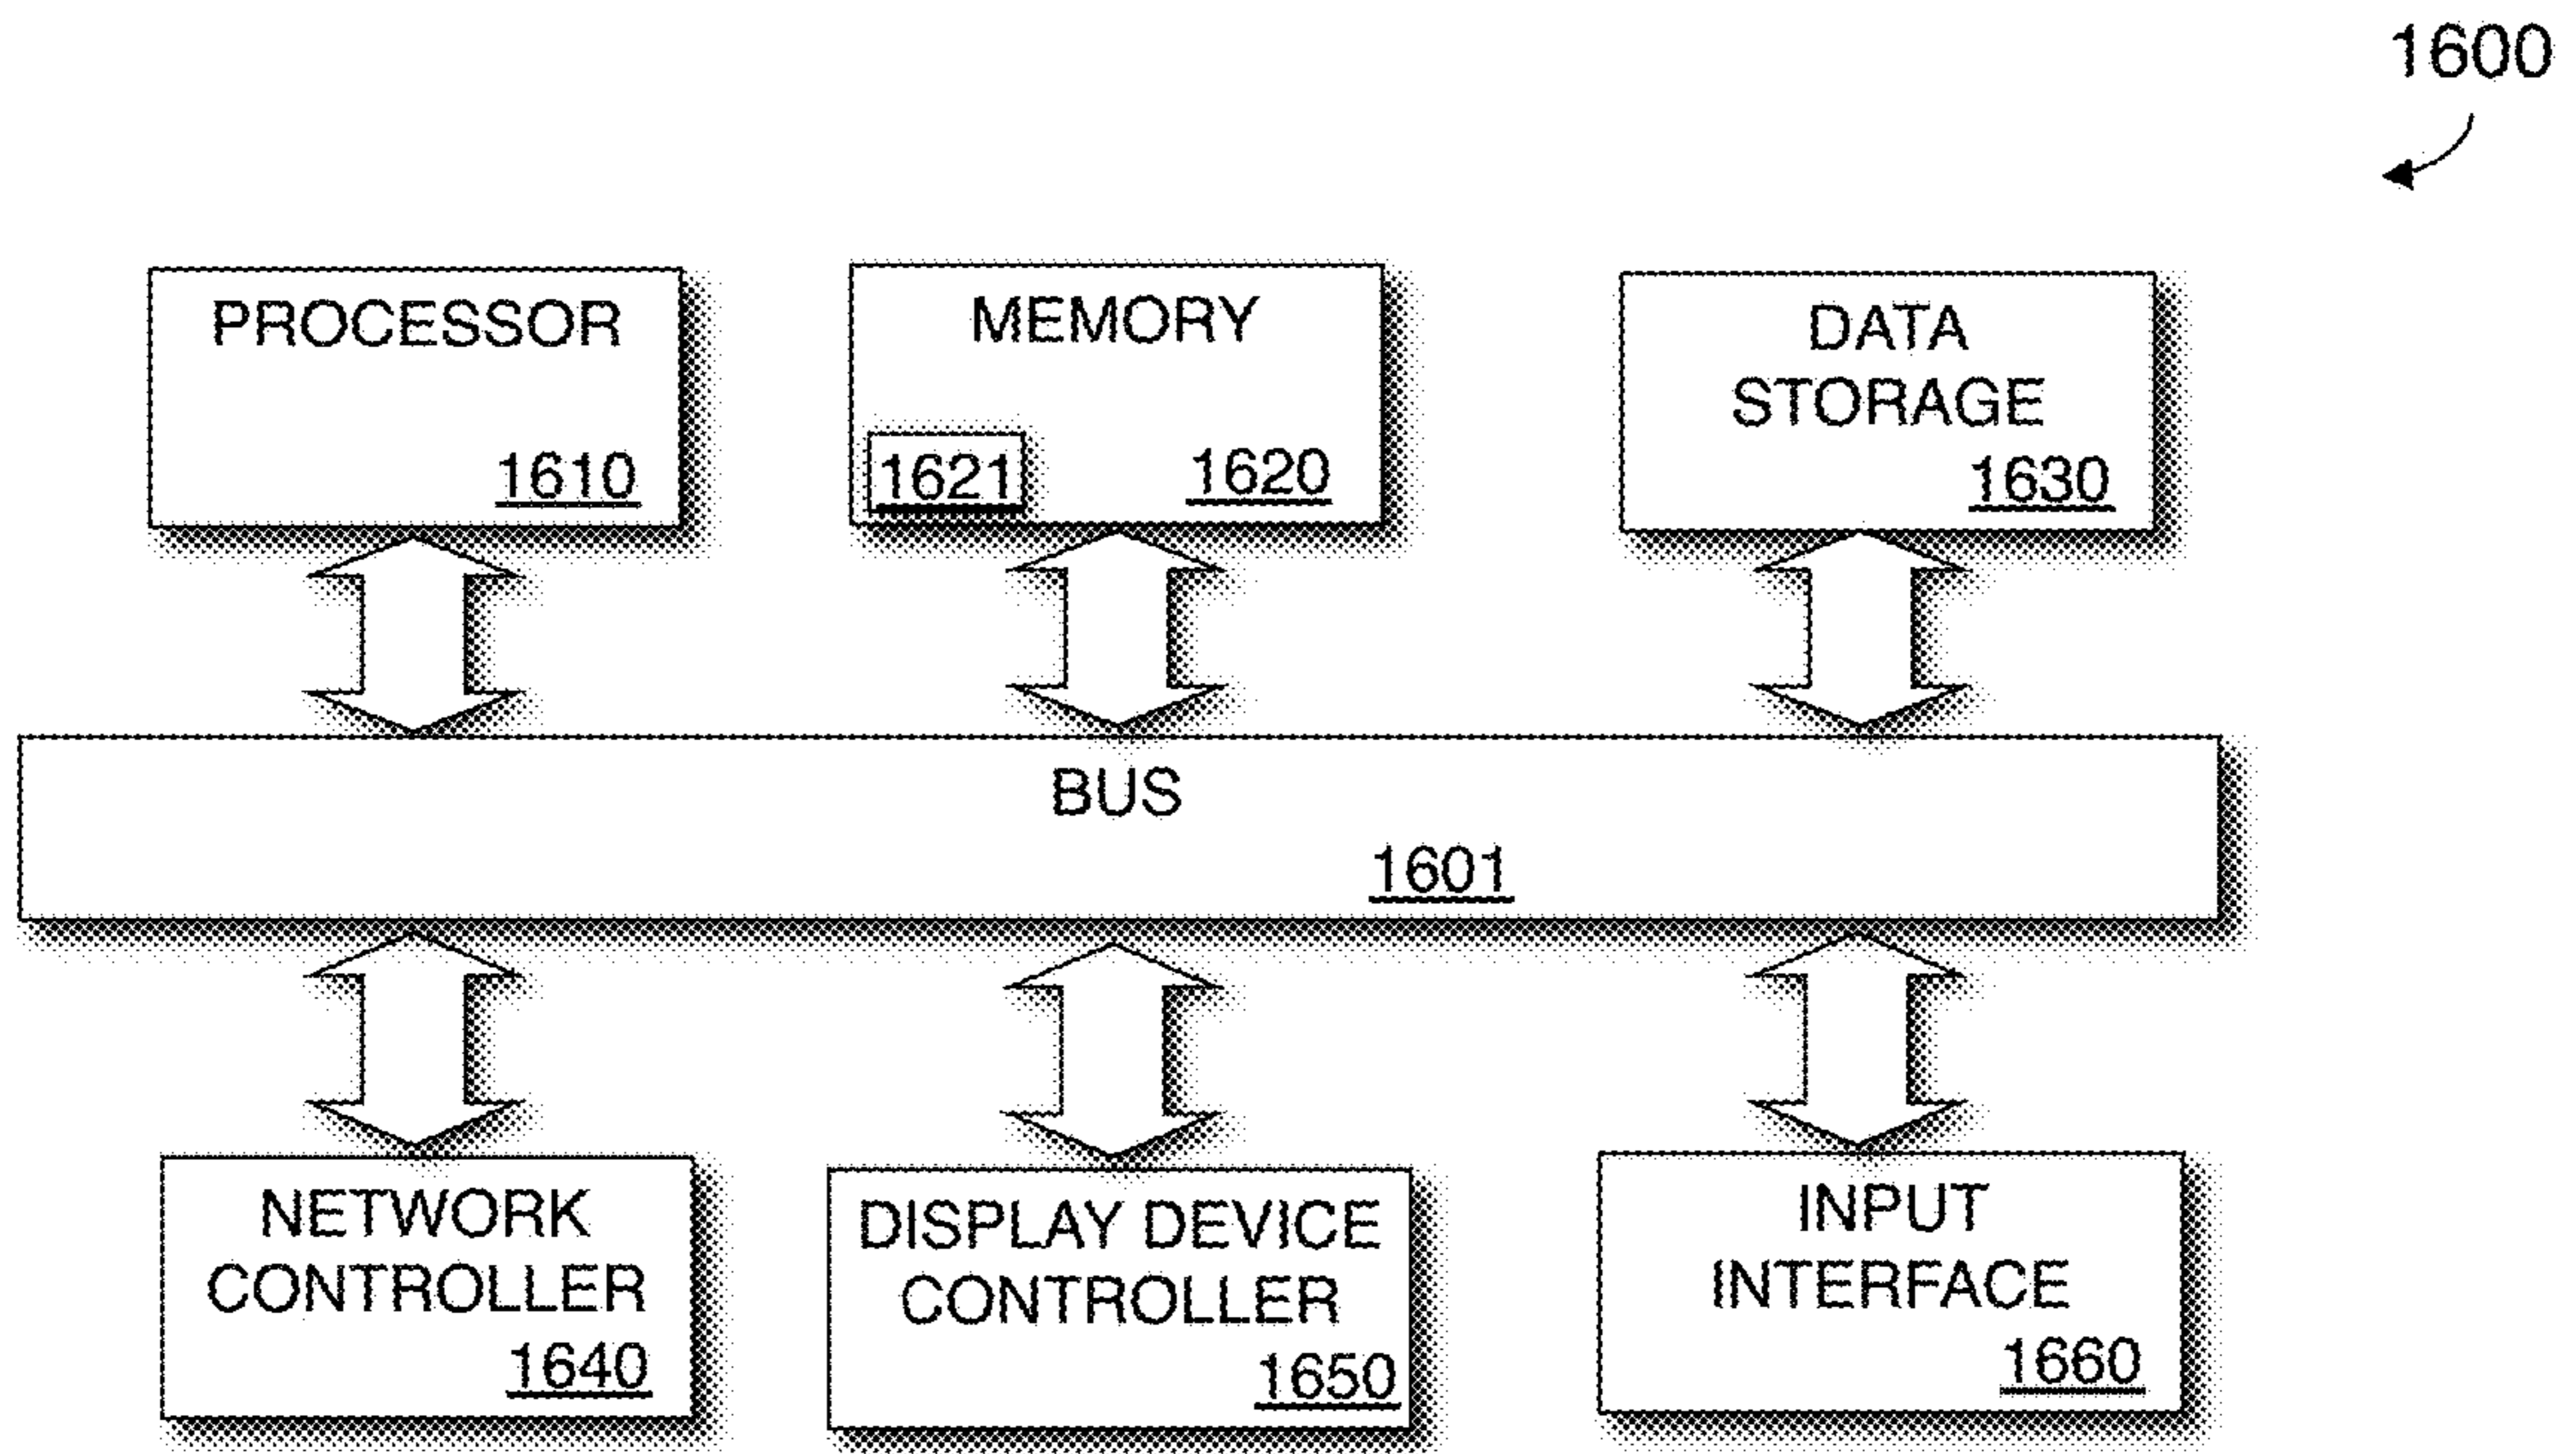 1600
PROCESSOR
1610
MEMORY
1621
1620
DATA
STORAGE
1630
BUS
1601
NETWORK
CONTROLLER
1640
DISPLAY DEVICE
CONTROLLER
1650
INPUT
INTERFACE
1660